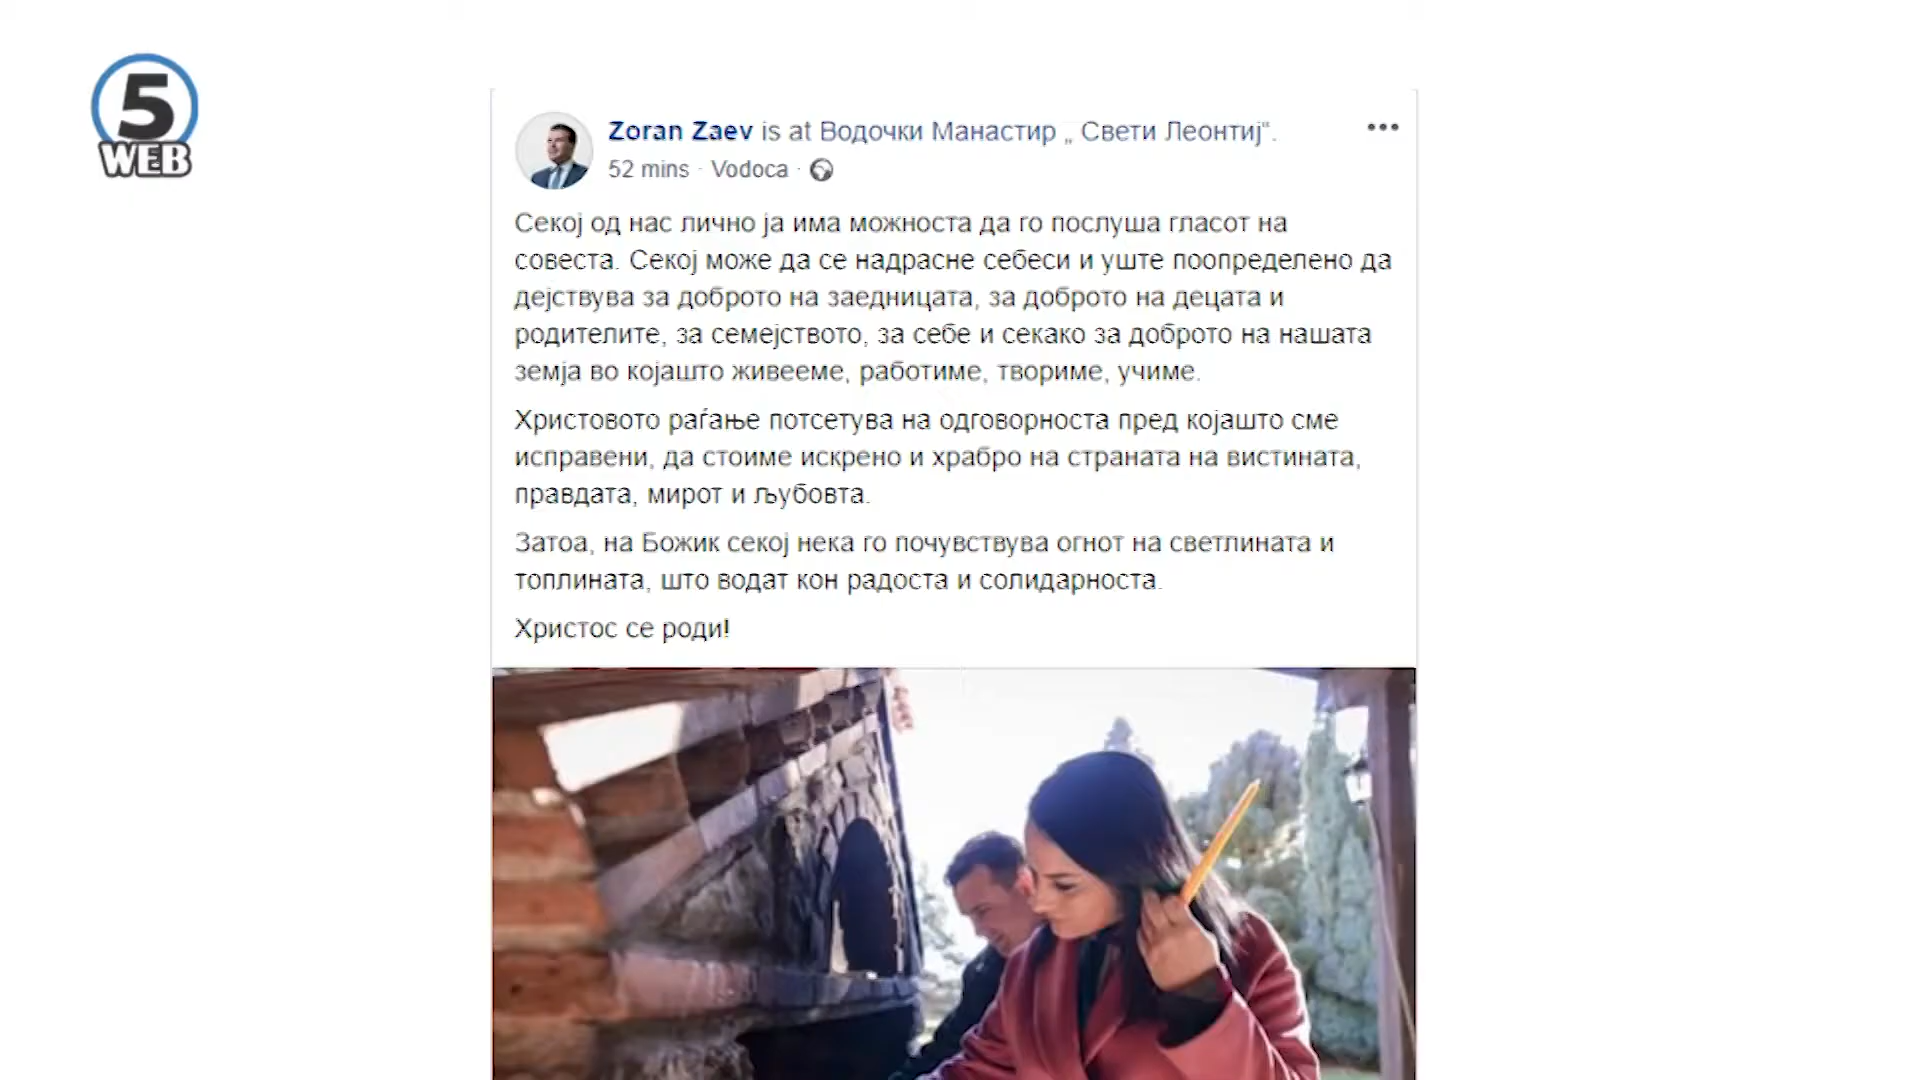 5
WEB
Zoran Zaev is at Водочки Манастир „ Свети Леонтиј“.
52 mins · Vodoca ·
Секој од нас лично ја има можноста да го послуша гласот на
совеста. Секој може да се надрасне себеси и уште поопределено да
дејствува за доброто на заедницата, за доброто на децата и
родителите, за семејството, за себе и секако за доброто на нашата
земја во којашто живееме, работиме, твориме, учиме.
Христовото раѓање потсетува на одговорноста пред којашто сме
исправени, да стоиме искрено и храбро на страната на вистината,
правдата, мирот и љубовта.
Затоа, на Божик секој нека го почувствува огнот на светлината и
топлината, што водат кон радоста и солидарноста.
Христос се роди!